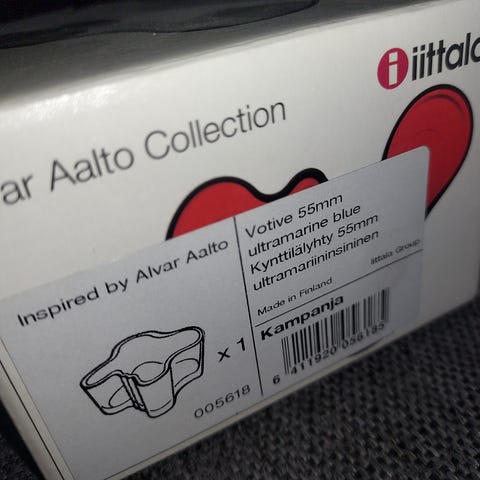 iittala
ar Aalto Collection
Inspired by Alvar Aalto
x 1
005618
Votive 55mm
ultramarine blue
Kynttilälyhty 55mm
ultramariininsininen
Iittala Group
Made in Finland
Kampanja
6 411920 056185